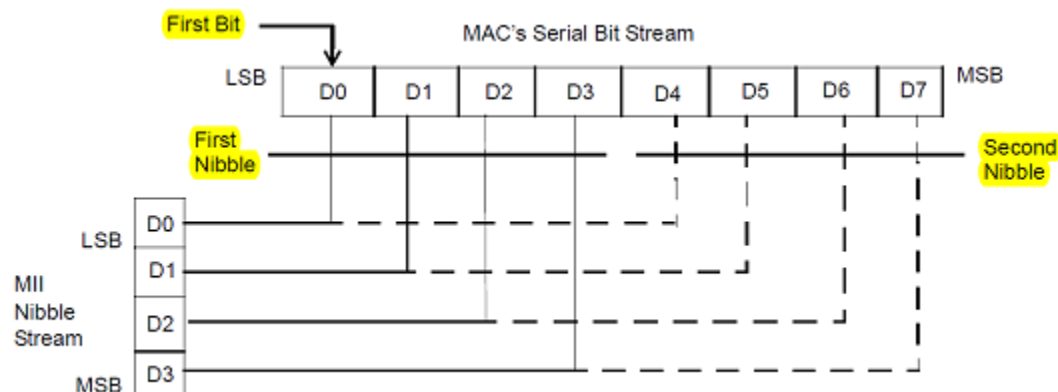 First Bit
MAC's Serial Bit Stream
LSB
D0 D1 D2 D3 D4 D5 D6 D7
MSB
First
Nibble
Second
Nibble
LSB
D0
D1
MII
Nibble
Stream
D2
MSB
D3